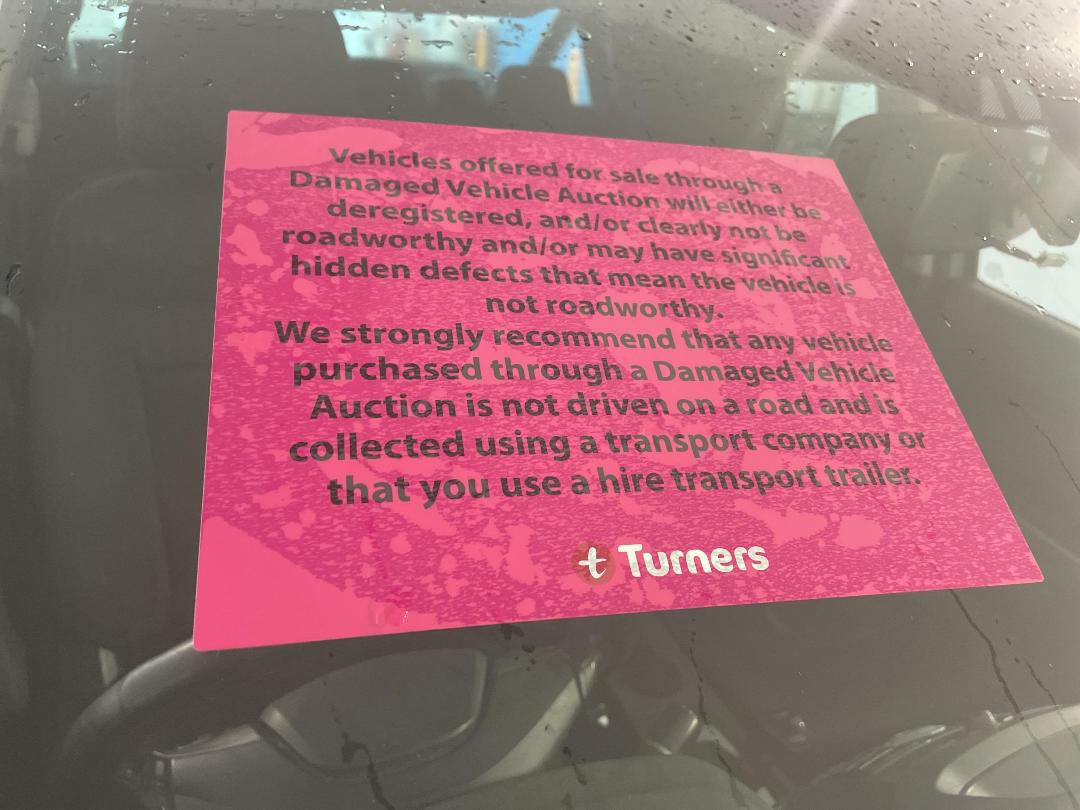 Vehicles offered for sale through a
Damaged Vehicle Auction will either be
deregistered, and/or clearly not be
roadworthy and/or may have significant
hidden defects that mean the vehicle is
not roadworthy.
We strongly recommend that any vehicle
purchased through a Damaged Vehicle
Auction is not driven on a road and is
collected using a transport company or
that you use a hire transport trailer.
t Turners